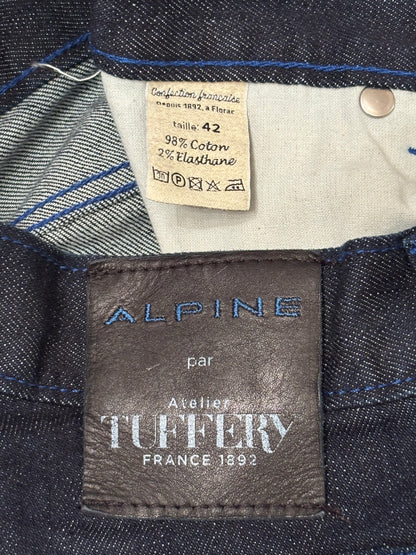 Confection française
Depuis 1892, à Florac
taille: 42
98% Coton
2% Elasthane
ALPINE
par
Atelier
TUFFERY
FRANCE 1892